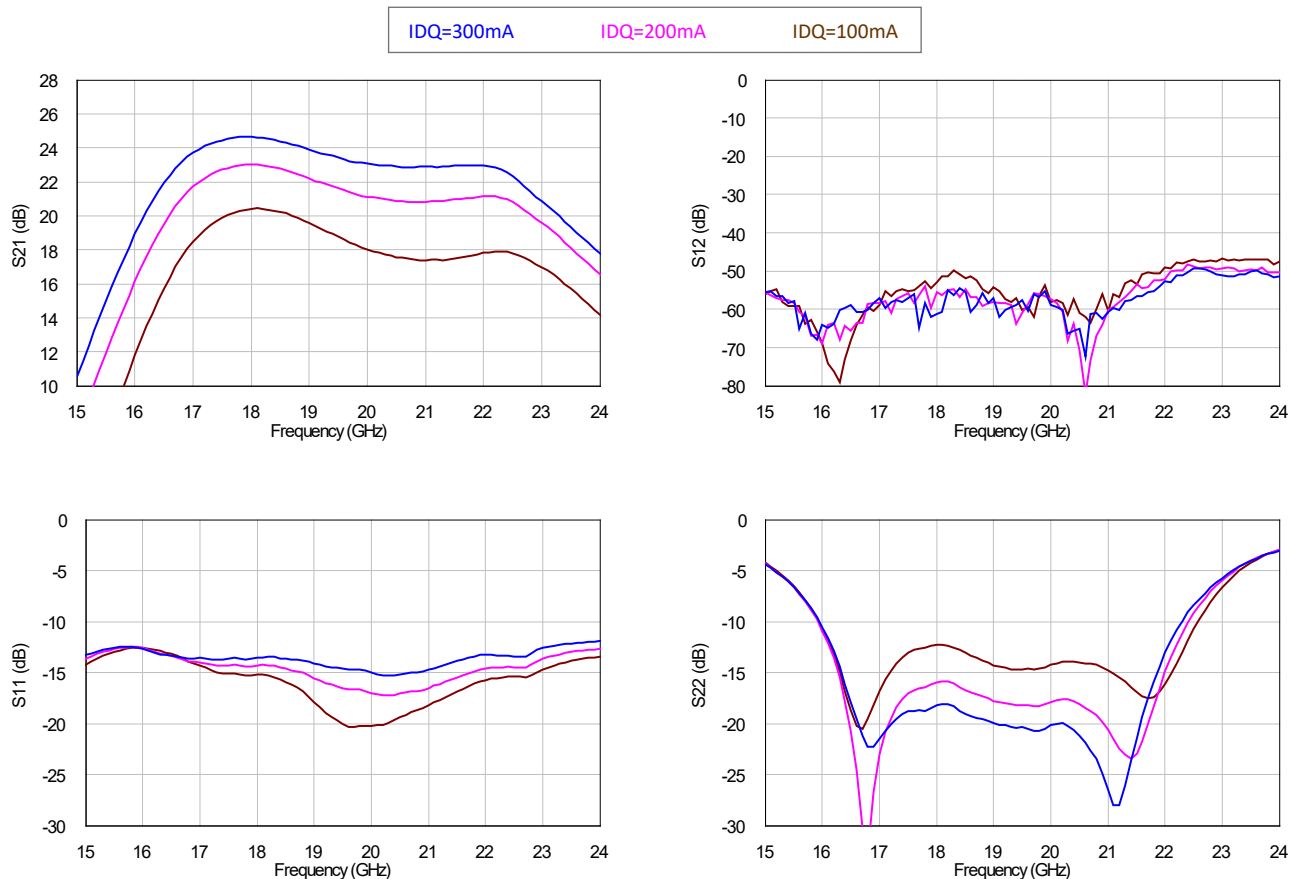 IDQ=300mA IDQ=200mA IDQ=100mA
S21 (dB)
28
26
24
22
20
18
16
14
12
10
15 16 17 18 19 20 21 22 23 24
Frequency (GHz)
S12 (dB)
0
-10
-20
-30
-40
-50
-60
-70
-80
15 16 17 18 19 20 21 22 23 24
Frequency (GHz)
S11 (dB)
0
-5
-10
-15
-20
-25
-30
15 16 17 18 19 20 21 22 23 24
Frequency (GHz)
S22 (dB)
0
-5
-10
-15
-20
-25
-30
15 16 17 18 19 20 21 22 23 24
Frequency (GHz)